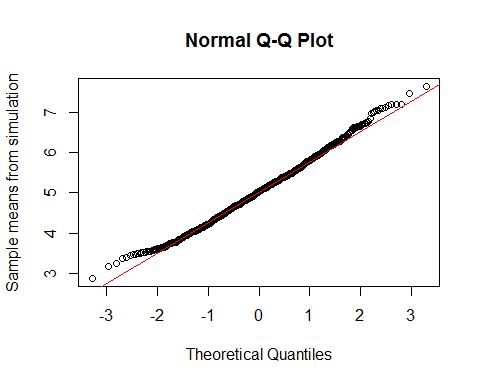 Normal Q-Q Plot
Sample means from simulation
7
6
5
4
3
-3 -2 -1 0 1 2 3
Theoretical Quantiles